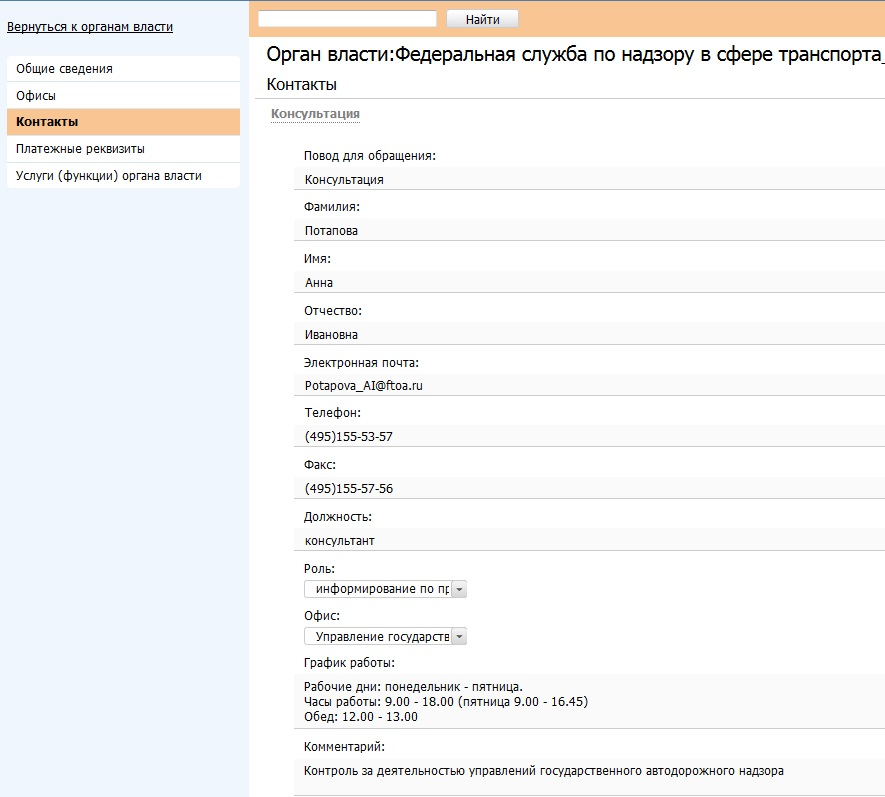 Вернуться к органам власти
Общие сведения
Офисы
Контакты
Платежные реквизиты
Услуги (функции) органа власти
Найти
Орган власти:Федеральная служба по надзору в сфере транспорта_
Контакты
Консультация
Повод для обращения:
Консультация
Фамилия:
Потапова
Имя:
Анна
Отчество:
Ивановна
Электронная почта:
Potapova_AI@ftoa.ru
Телефон:
(495)155-53-57
Факс:
(495)155-57-56
Должность:
консультант
Роль:
информирование по пр
Офис:
Управление государств
График работы:
Рабочие дни: понедельник - пятница.
Часы работы: 9.00 - 18.00 (пятница 9.00 - 16.45)
Обед: 12.00 - 13.00
Комментарий:
Контроль за деятельностью управлений государственного автодорожного надзора